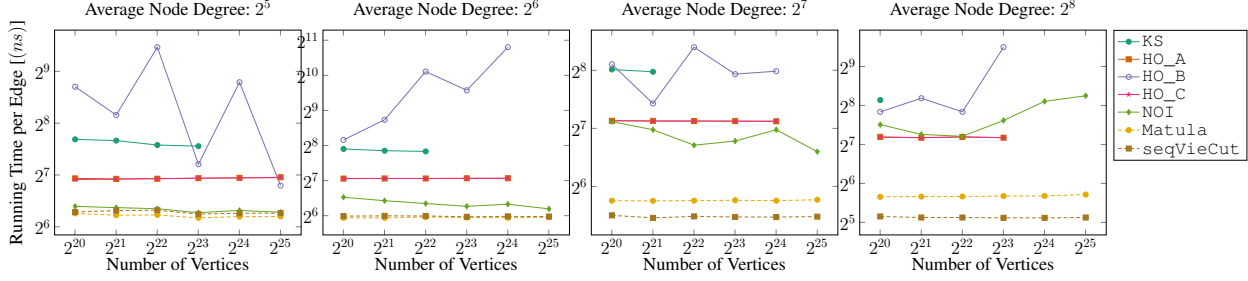 Average Node Degree: 2^5
Average Node Degree: 2^6
Average Node Degree: 2^7
Average Node Degree: 2^8
Running Time per Edge [(ns)]
2^9
2^8
2^7
2^6
2^20 2^21 2^22 2^23 2^24 2^25
Number of Vertices
2^11
2^10
2^9
2^8
2^7
2^6
2^20 2^21 2^22 2^23 2^24 2^25
Number of Vertices
2^8
2^7
2^6
2^20 2^21 2^22 2^23 2^24 2^25
Number of Vertices
2^9
2^8
2^7
2^6
2^5
2^20 2^21 2^22 2^23 2^24 2^25
Number of Vertices
KS
HO_A
HO_B
HO_C
NOI
Matula
seqVieCut